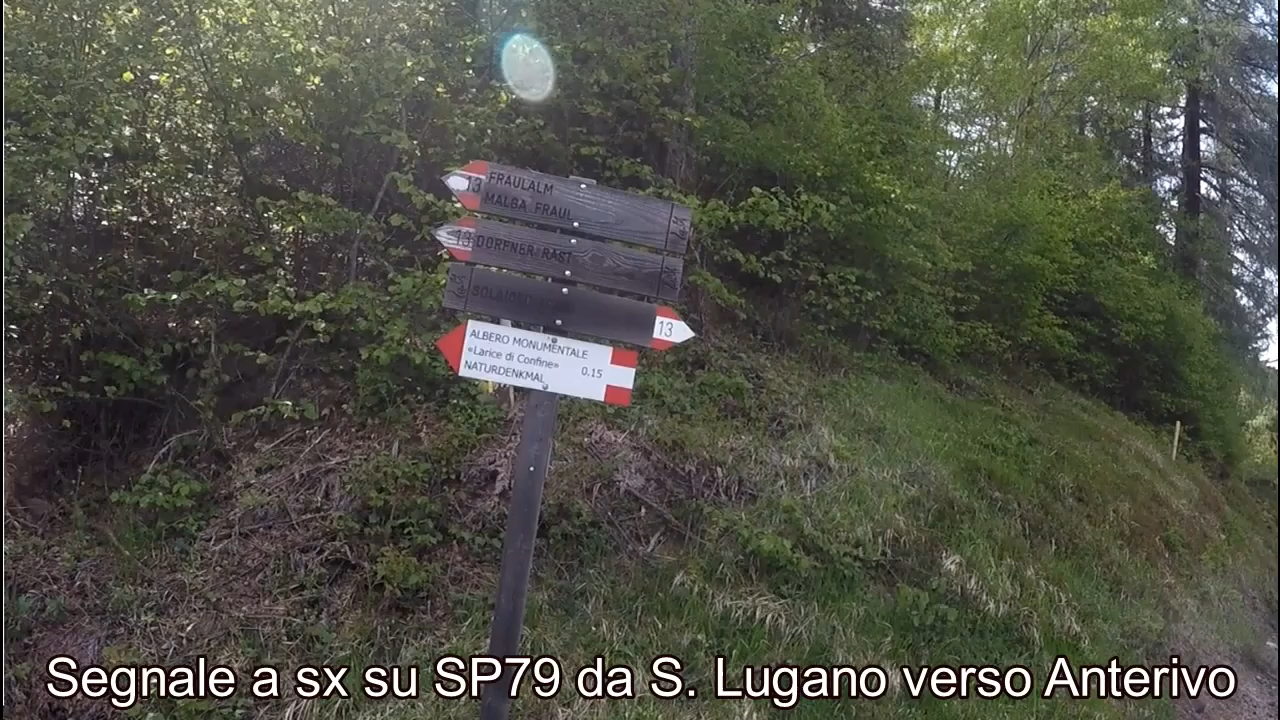 13 FRAULALM
MALGA FRAUL
13 DORFNER RAST
13
ALBERO MONUMENTALE
«Larice di Confine» 0.15
NATURDENKMAL
Segnale a sx su SP79 da S. Lugano verso Anterivo